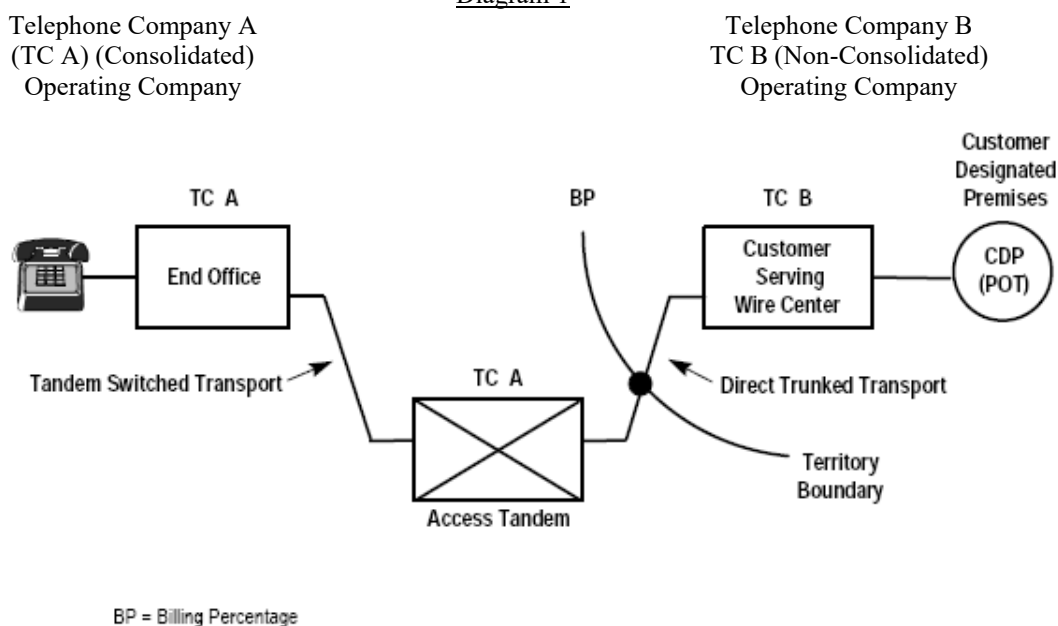 Diagram 1
Telephone Company A
(TC A) (Consolidated)
Operating Company
Telephone Company B
TC B (Non-Consolidated)
Operating Company
Customer
Designated
Premises
TC A
BP
TC B
End Office
Customer
Serving
Wire Center
CDP
(POT)
Tandem Switched Transport
TC A
Direct Trunked Transport
Territory
Boundary
Access Tandem
BP = Billing Percentage